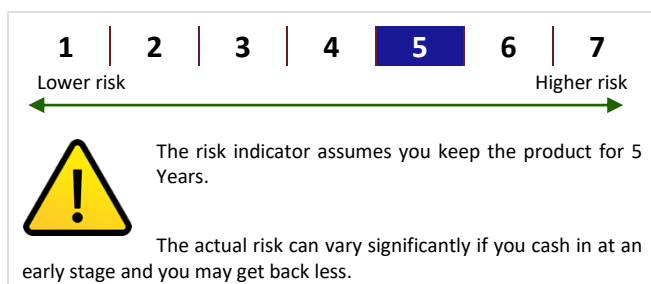 1 2 3 4 5 6 7
Lower risk Higher risk
The risk indicator assumes you keep the product for 5
Years.
The actual risk can vary significantly if you cash in at an
early stage and you may get back less.